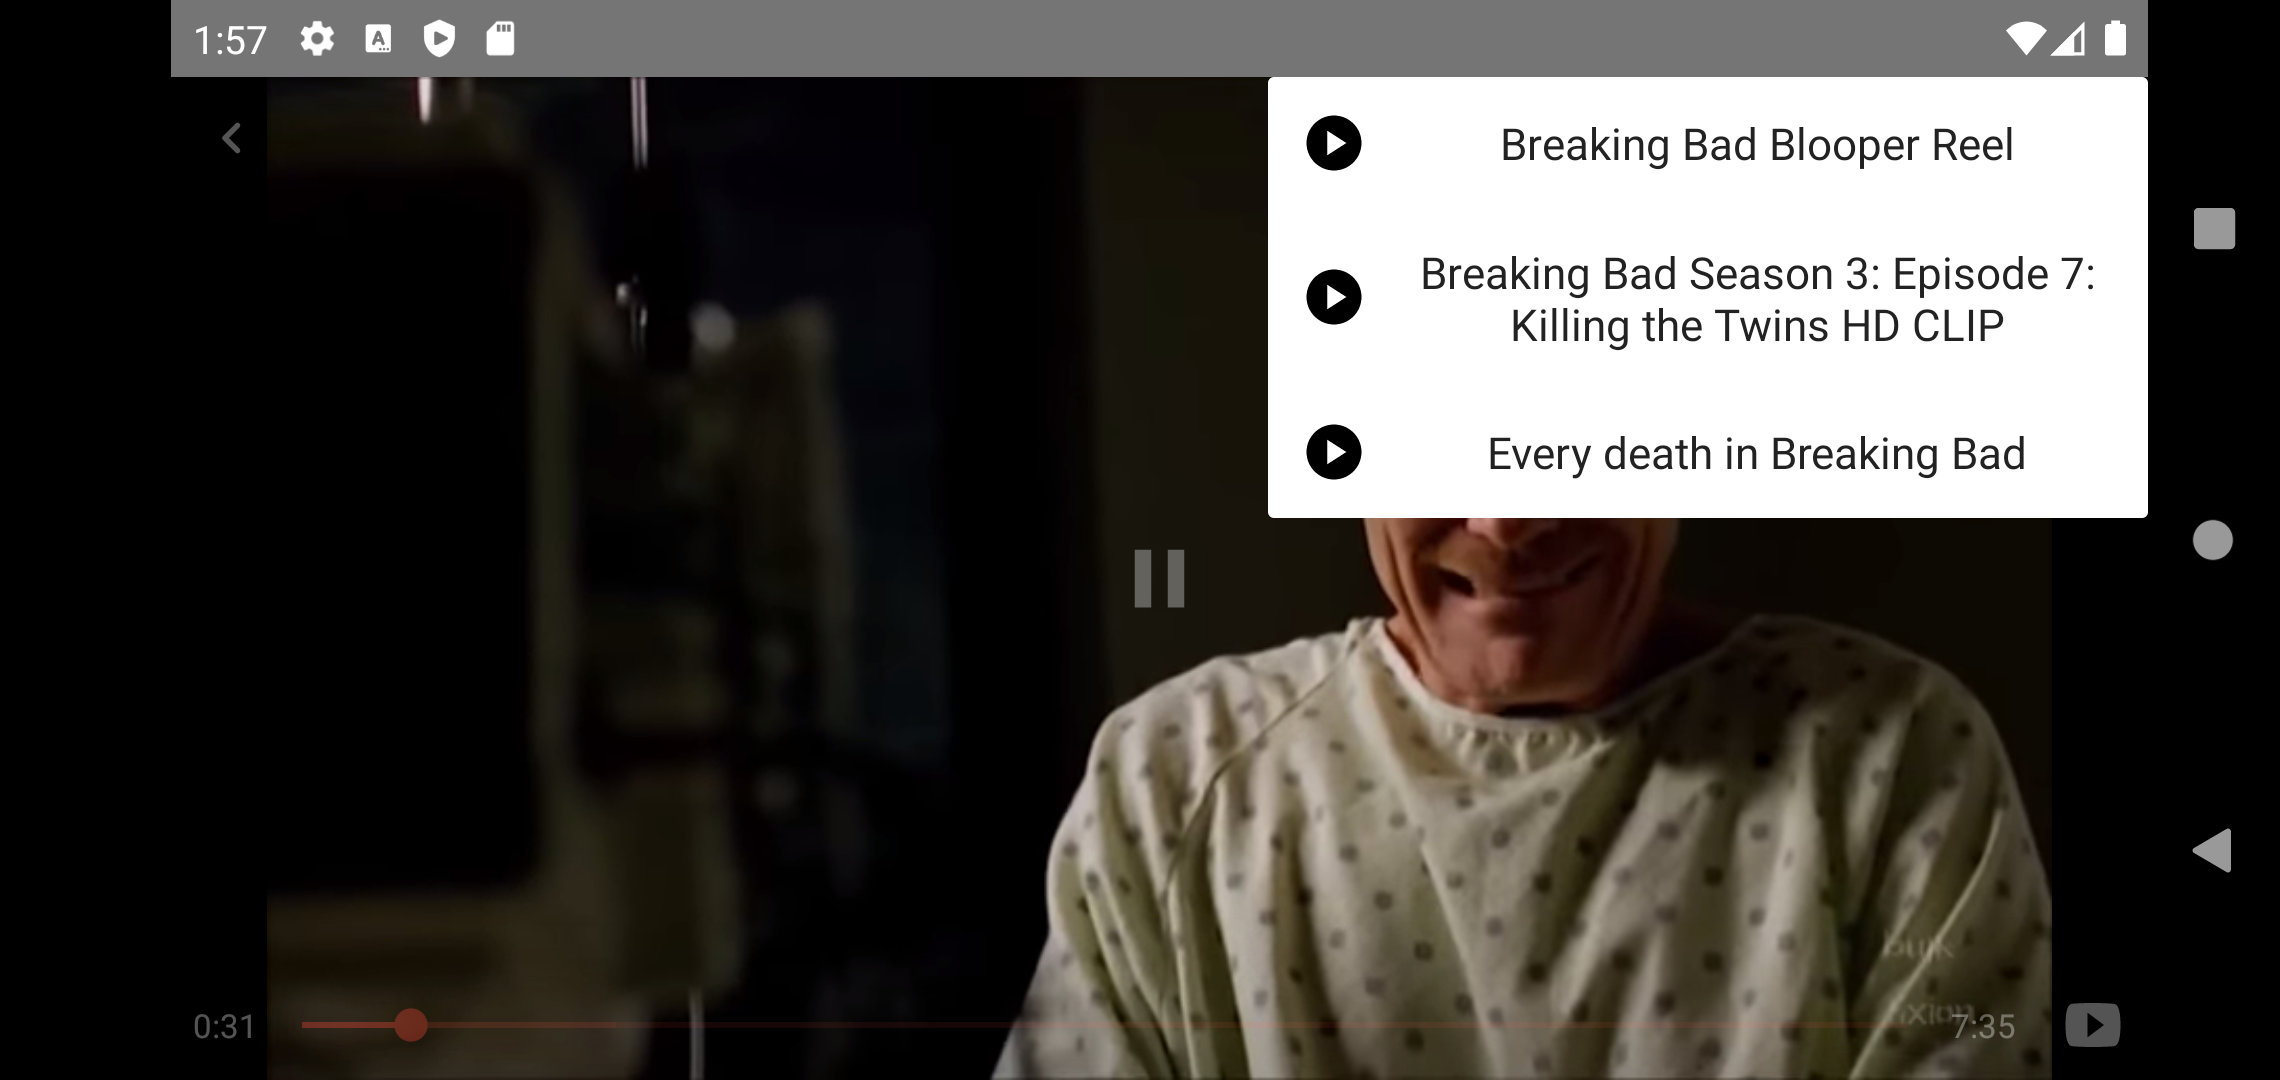 1:57
Breaking Bad Blooper Reel
Breaking Bad Season 3: Episode 7:
Killing the Twins HD CLIP
Every death in Breaking Bad
0:31
7:35